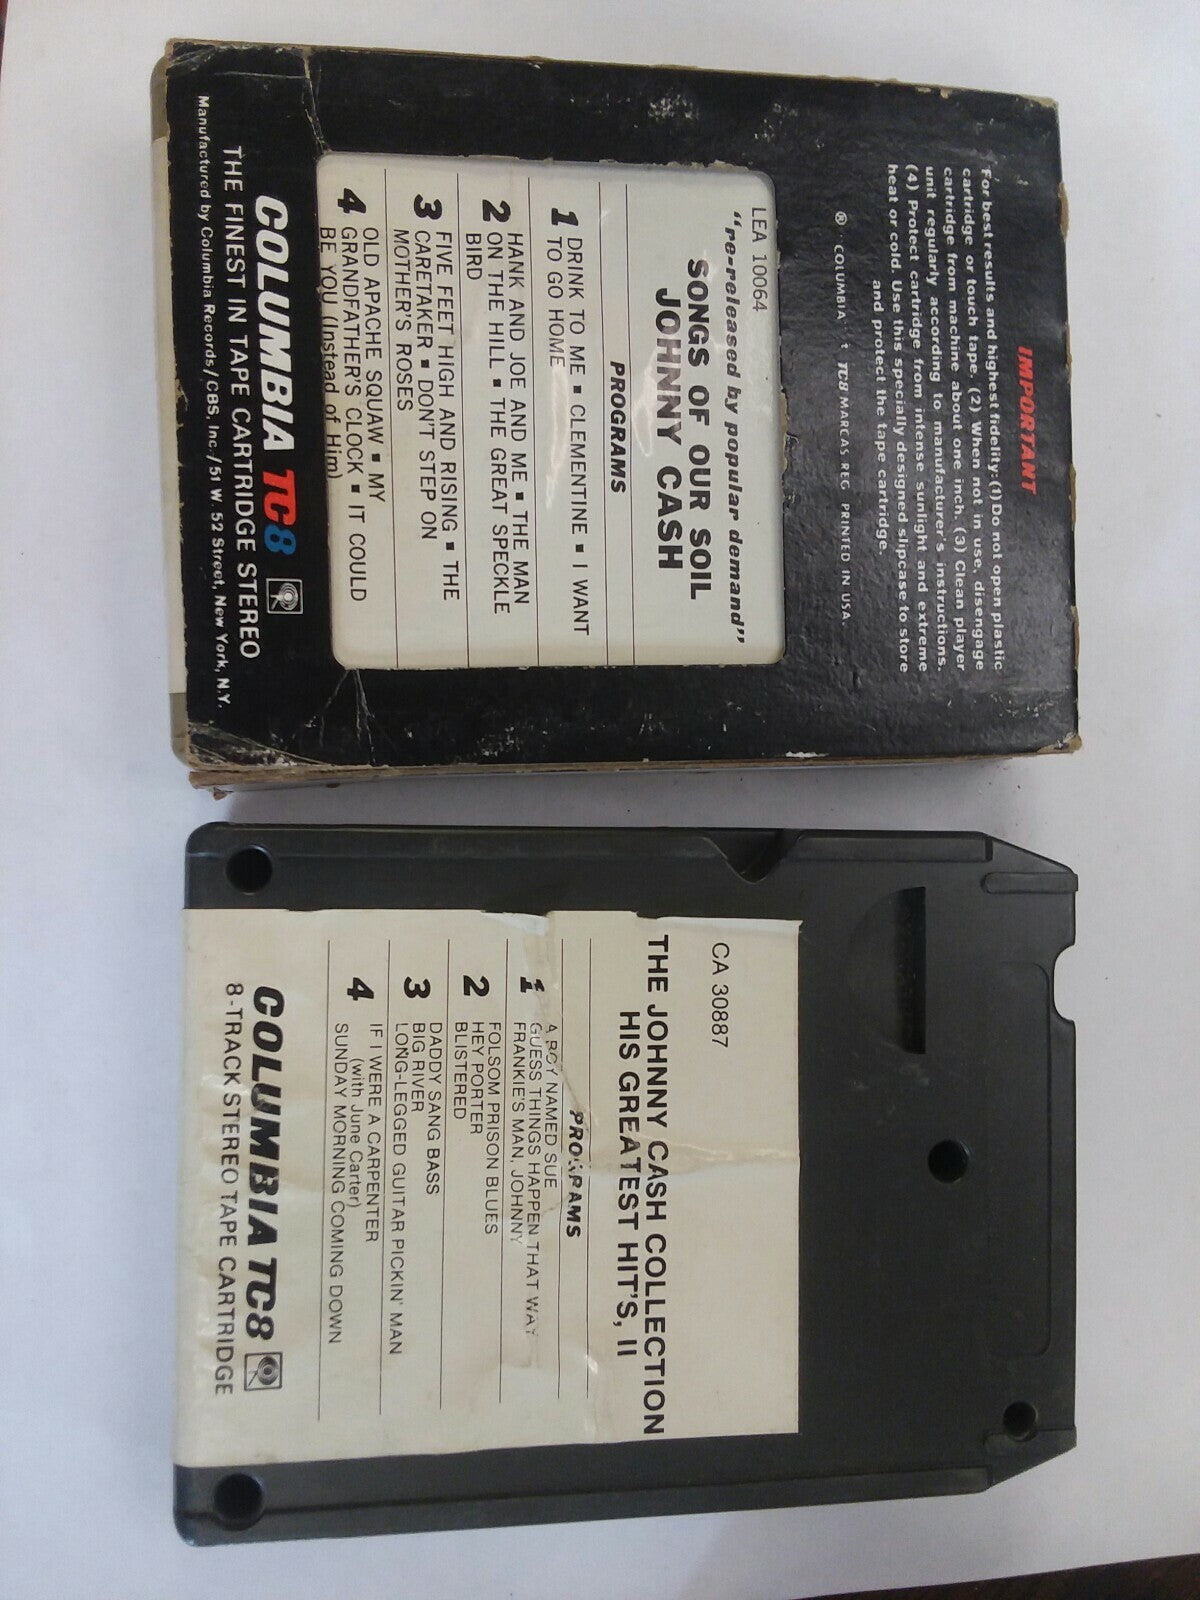 IMPORTANT
For best results and highest fidelity: (1) Do not open plastic
cartridge or touch tape. (2) When not in use, disengage
cartridge from machine about one inch. (3) Clean player
unit regularly according to manufacturer's instructions.
(4) Protect cartridge from intense sunlight and extreme
heat or cold. Use this specially designed slipcase to store
and protect the tape cartridge.
® "COLUMBIA" TC8 MARCAS REG. PRINTED IN USA.
LEA 10064
"re-released by popular demand"
SONGS OF OUR SOIL
JOHNNY CASH
PROGRAMS
1 DRINK TO ME ▪ CLEMENTINE ▪ I WANT
TO GO HOME
2 HANK AND JOE AND ME ▪ THE MAN
ON THE HILL ▪ THE GREAT SPECKLE
BIRD
3 FIVE FEET HIGH AND RISING ▪ THE
CARETAKER ▪ DON'T STEP ON
MOTHER'S ROSES
4 OLD APACHE SQUAW ▪ MY
GRANDFATHER'S CLOCK ▪ IT COULD
BE YOU (Instead of Him)
COLUMBIA TC8
THE FINEST IN TAPE CARTRIDGE STEREO
Manufactured by Columbia Records/CBS, Inc./51 W. 52 Street, New York, N.Y.
CA 30887
THE JOHNNY CASH COLLECTION
HIS GREATEST HIT'S, II
PROGRAMS
1 A BOY NAMED SUE
GUESS THINGS HAPPEN THAT WAY
FRANKIE'S MAN, JOHNNY
2 FOLSOM PRISON BLUES
HEY PORTER
BLISTERED
3 DADDY SANG BASS
BIG RIVER
LONG-LEGGED GUITAR PICKIN' MAN
4 IF I WERE A CARPENTER
(with June Carter)
SUNDAY MORNING COMING DOWN
COLUMBIA TC8
8-TRACK STEREO TAPE CARTRIDGE